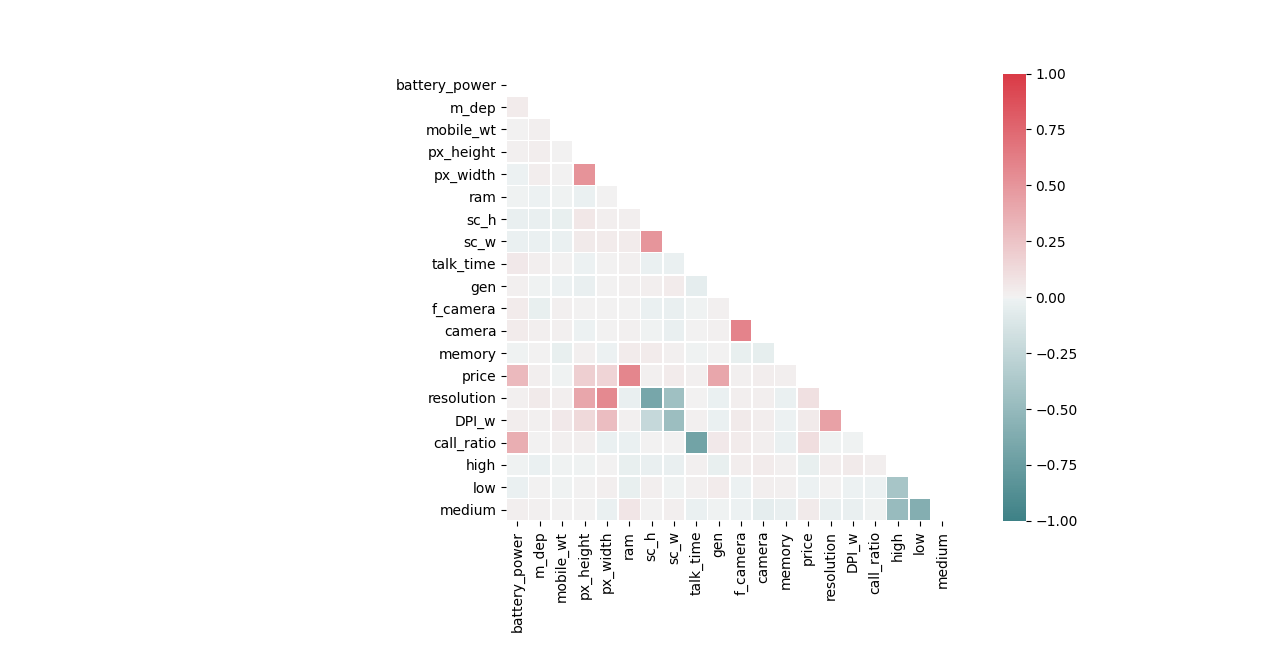 battery_power
m_dep
mobile_wt
px_height
px_width
ram
sc_h
sc_w
talk_time
gen
f_camera
camera
memory
price
resolution
DPI_w
call_ratio
high
low
medium
battery_power
m_dep
mobile_wt
px_height
px_width
ram
sc_h
sc_w
talk_time
gen
f_camera
camera
memory
price
resolution
DPI_w
call_ratio
high
low
medium
1.00
0.75
0.50
0.25
0.00
−0.25
−0.50
−0.75
−1.00